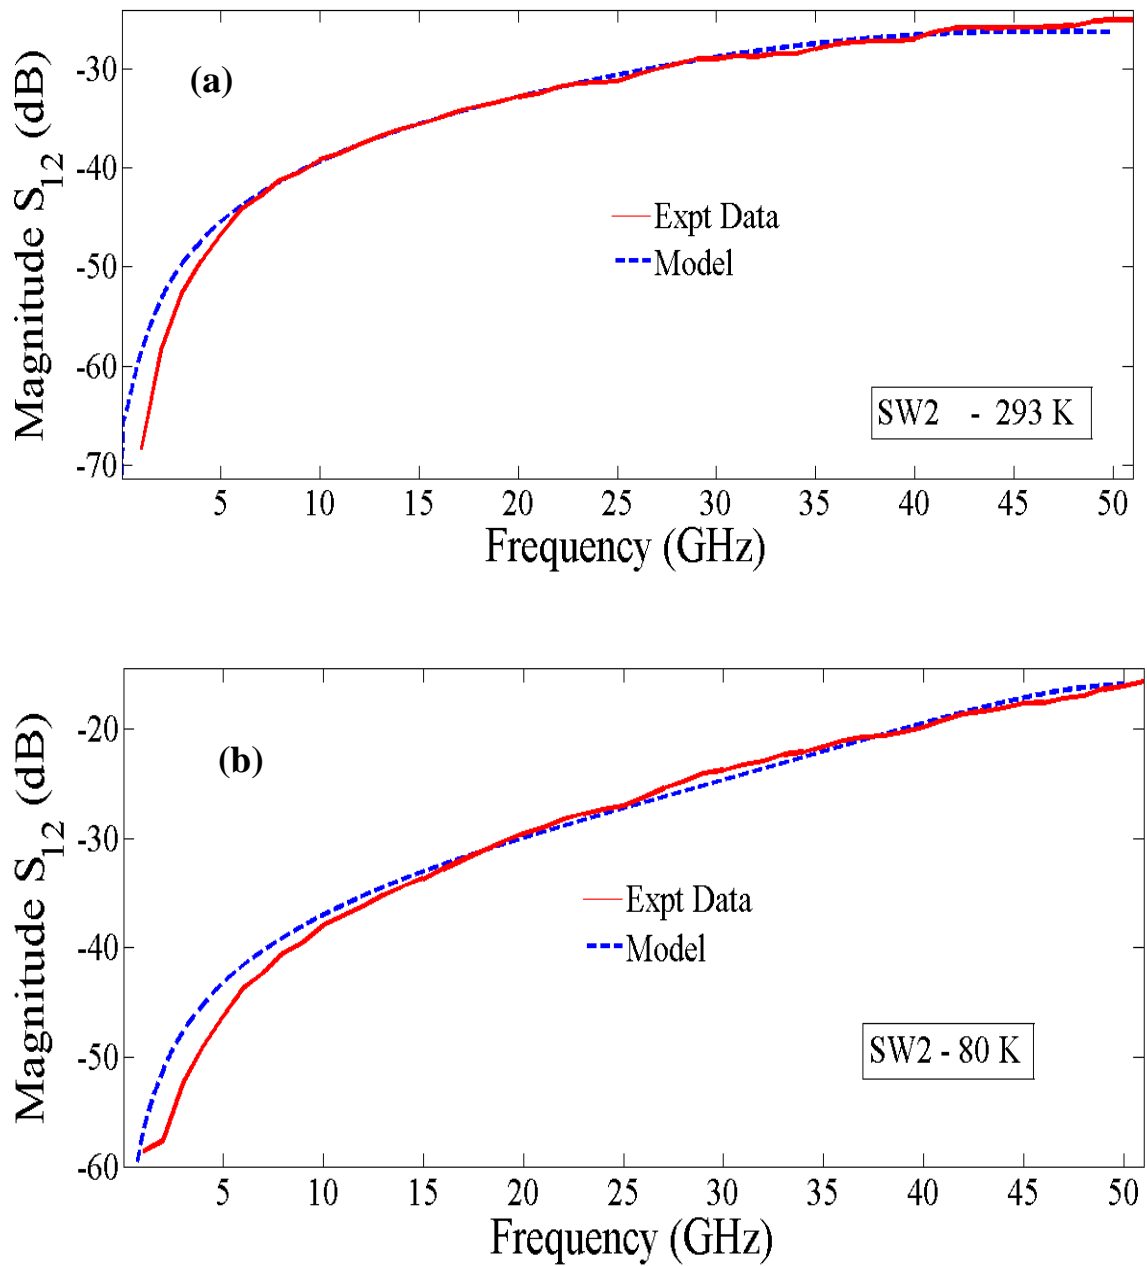 (a)
Magnitude S12 (dB)
-30
-40
-50
-60
-70
Expt Data
Model
SW2 - 293 K
5 10 15 20 25 30 35 40 45 50
Frequency (GHz)
(b)
Magnitude S12 (dB)
-20
-30
-40
-50
-60
Expt Data
Model
SW2 - 80 K
5 10 15 20 25 30 35 40 45 50
Frequency (GHz)